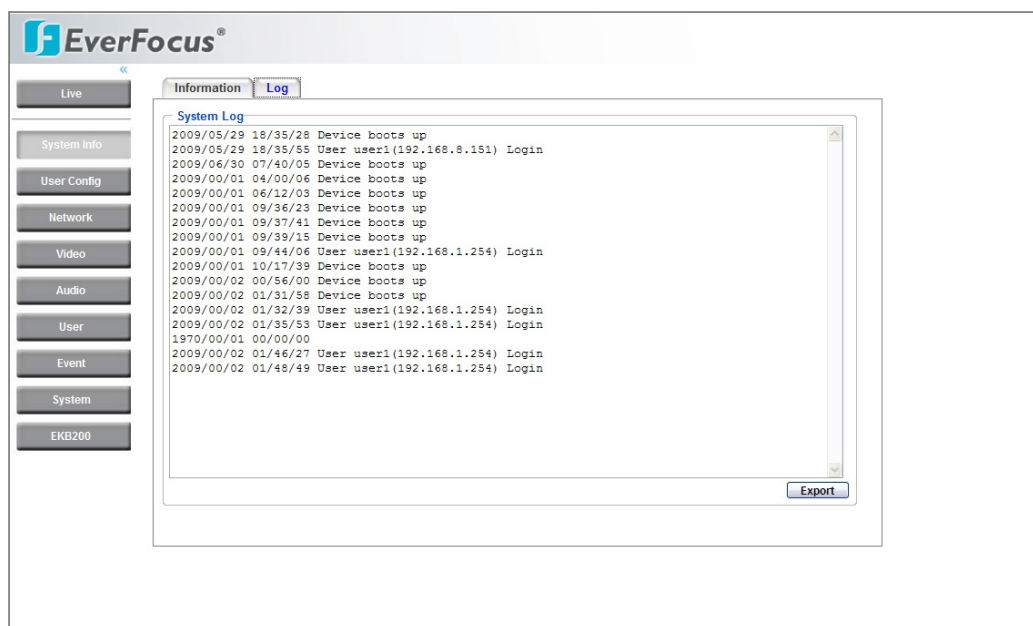 EverFocus®
«
Live
System Info
User Config
Network
Video
Audio
User
Event
System
EKB200
Information Log
System Log
2009/05/29 18/35/28 Device boots up
2009/05/29 18/35/55 User user1(192.168.8.151) Login
2009/06/30 07/40/05 Device boots up
2009/00/01 04/00/06 Device boots up
2009/00/01 06/12/03 Device boots up
2009/00/01 09/36/23 Device boots up
2009/00/01 09/37/41 Device boots up
2009/00/01 09/39/15 Device boots up
2009/00/01 09/44/06 User user1(192.168.1.254) Login
2009/00/01 10/17/39 Device boots up
2009/00/02 00/56/00 Device boots up
2009/00/02 01/31/58 Device boots up
2009/00/02 01/32/39 User user1(192.168.1.254) Login
2009/00/02 01/35/53 User user1(192.168.1.254) Login
1970/00/01 00/00/00
2009/00/02 01/46/27 User user1(192.168.1.254) Login
2009/00/02 01/48/49 User user1(192.168.1.254) Login
Export